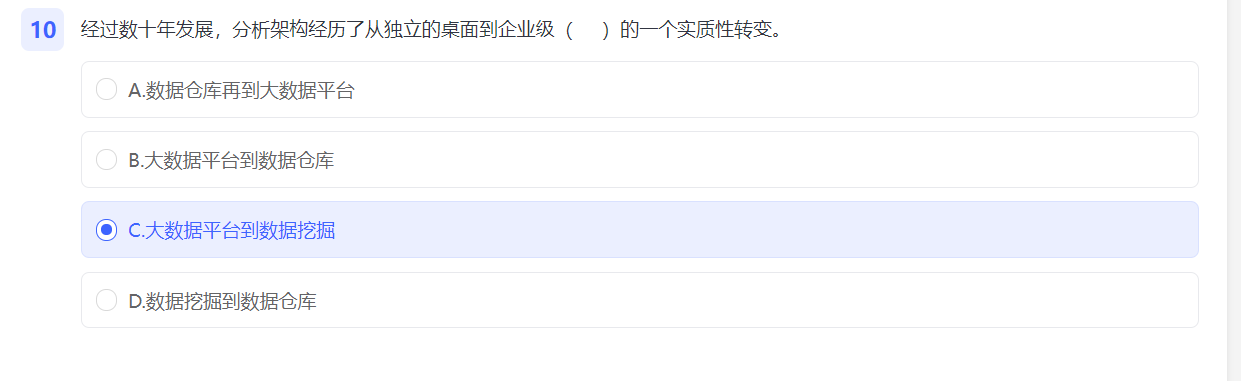 10 经过数十年发展，分析架构经历了从独立的桌面到企业级（  ）的一个实质性转变。
A.数据仓库再到大数据平台
B.大数据平台到数据仓库
C.大数据平台到数据挖掘
D.数据挖掘到数据仓库